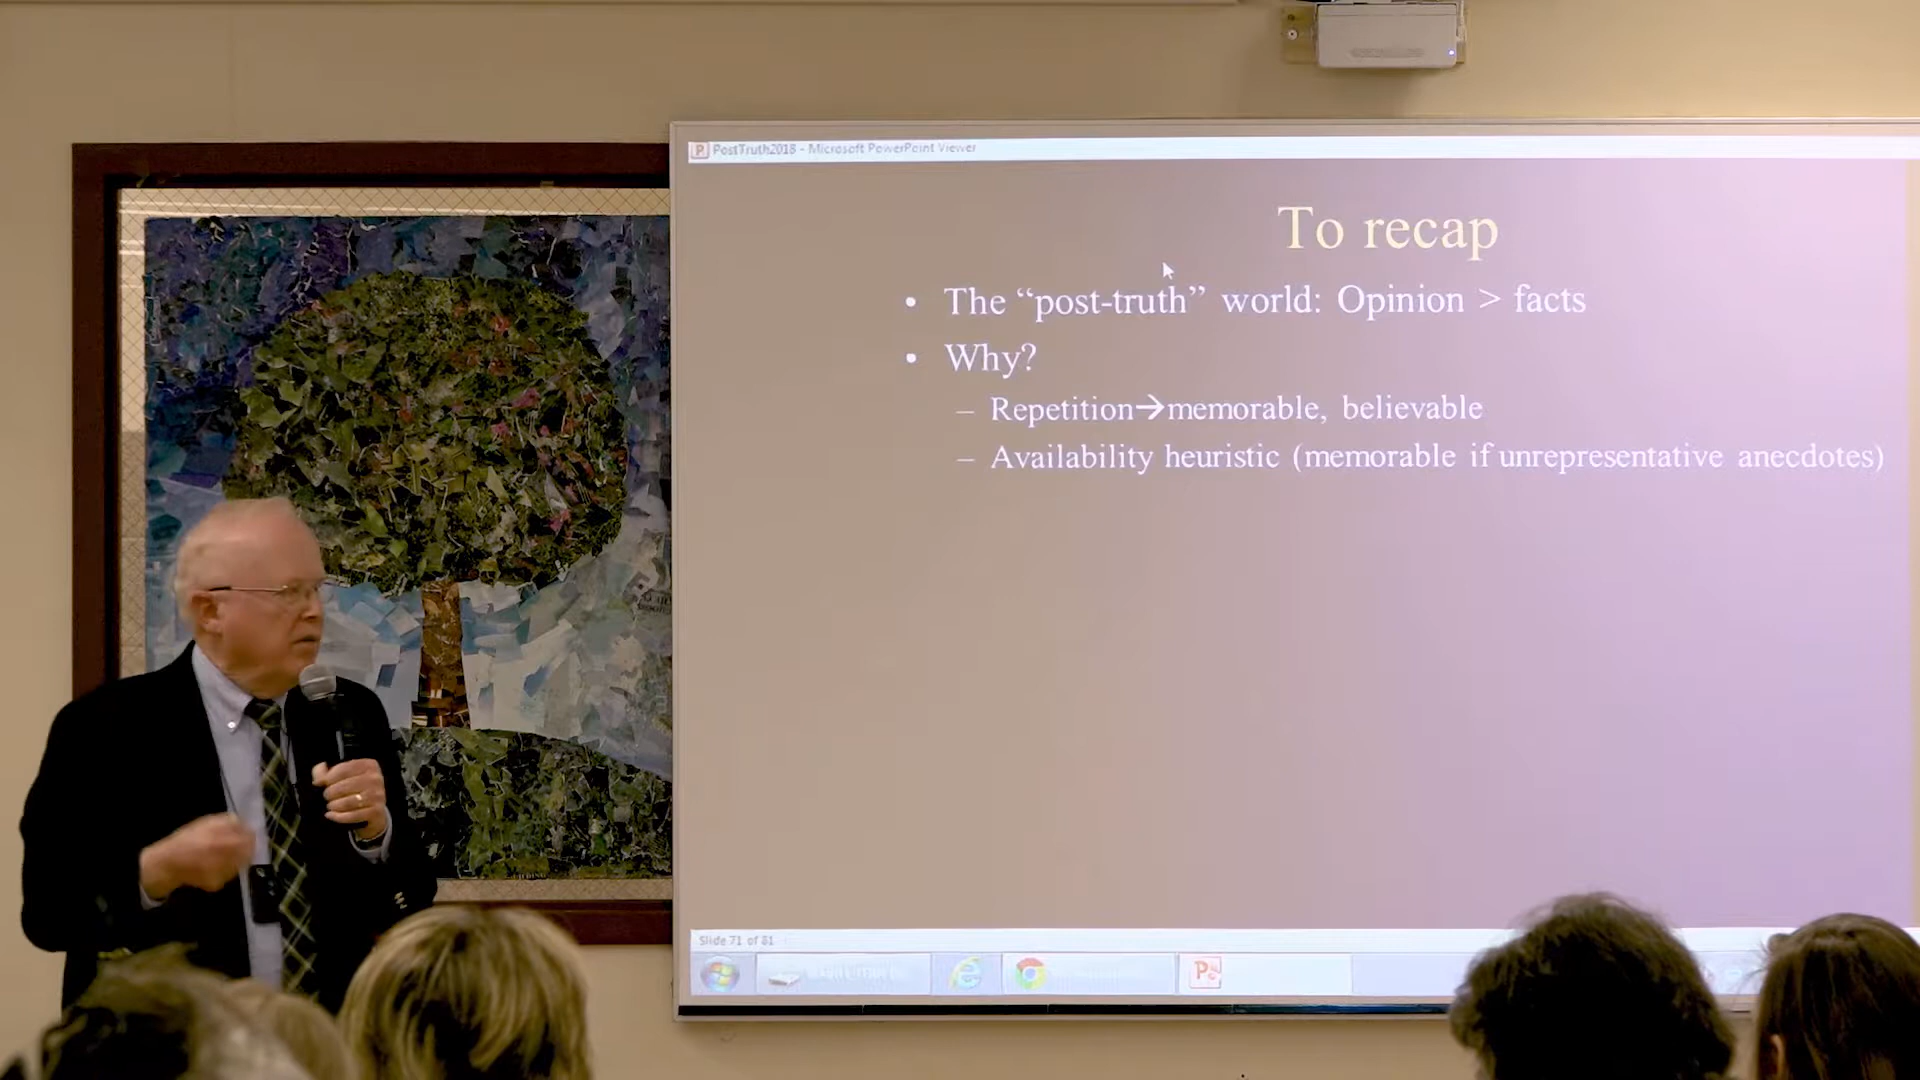 PostTruth2018 - Microsoft PowerPoint Viewer
To recap
• The “post-truth” world: Opinion > facts
• Why?
– Repetition→memorable, believable
– Availability heuristic (memorable if unrepresentative anecdotes)
Slide 71 of 81